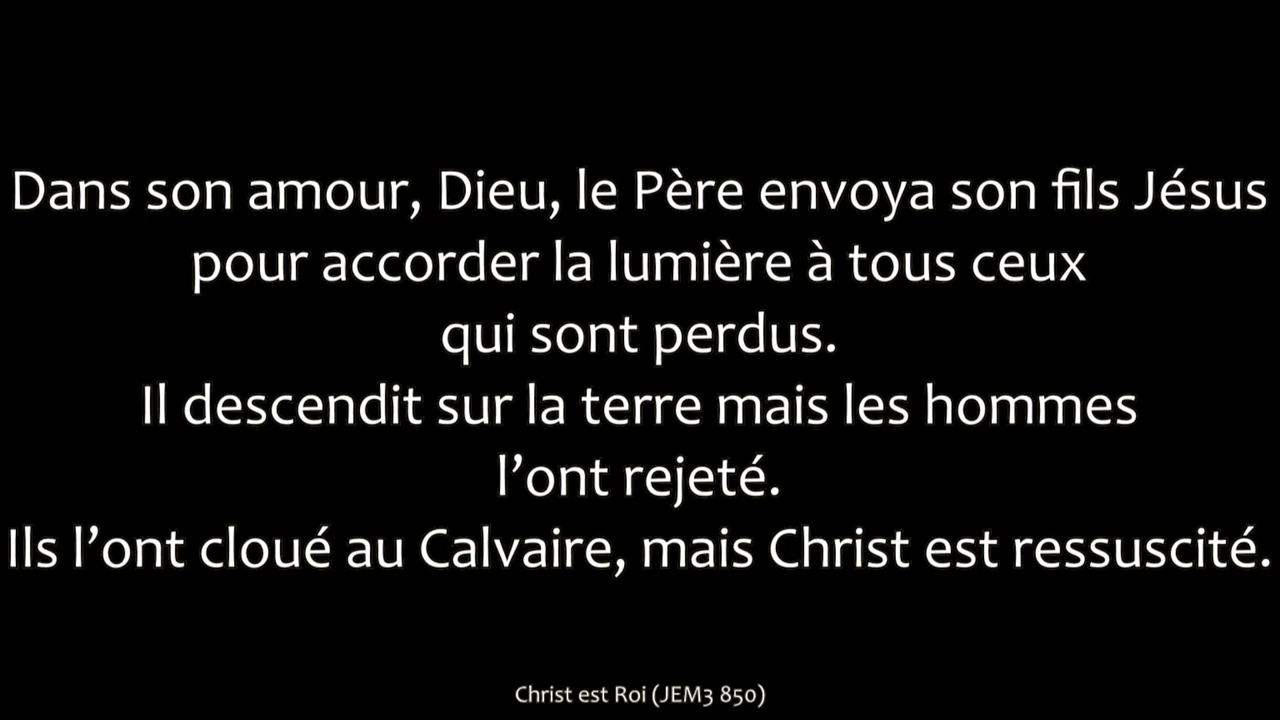 Dans son amour, Dieu, le Père envoya son fils Jésus
pour accorder la lumière à tous ceux
qui sont perdus.
Il descendit sur la terre mais les hommes
l’ont rejeté.
Ils l’ont cloué au Calvaire, mais Christ est ressuscité.
Christ est Roi (JEM3 850)